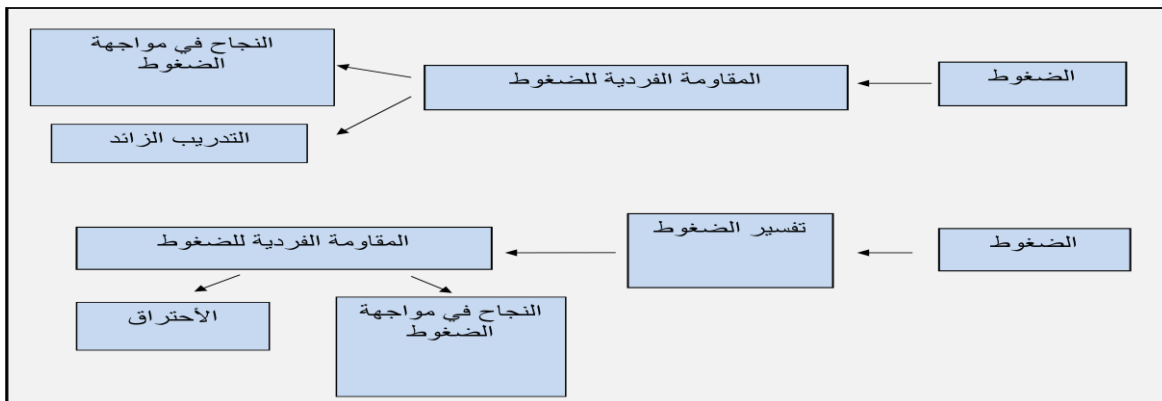 الضغوط
المقاومة الفردية للضغوط
النجاح في مواجهة
الضغوط
التدريب الزائد
الضغوط
تفسير الضغوط
المقاومة الفردية للضغوط
النجاح في مواجهة
الضغوط
الأحتراق